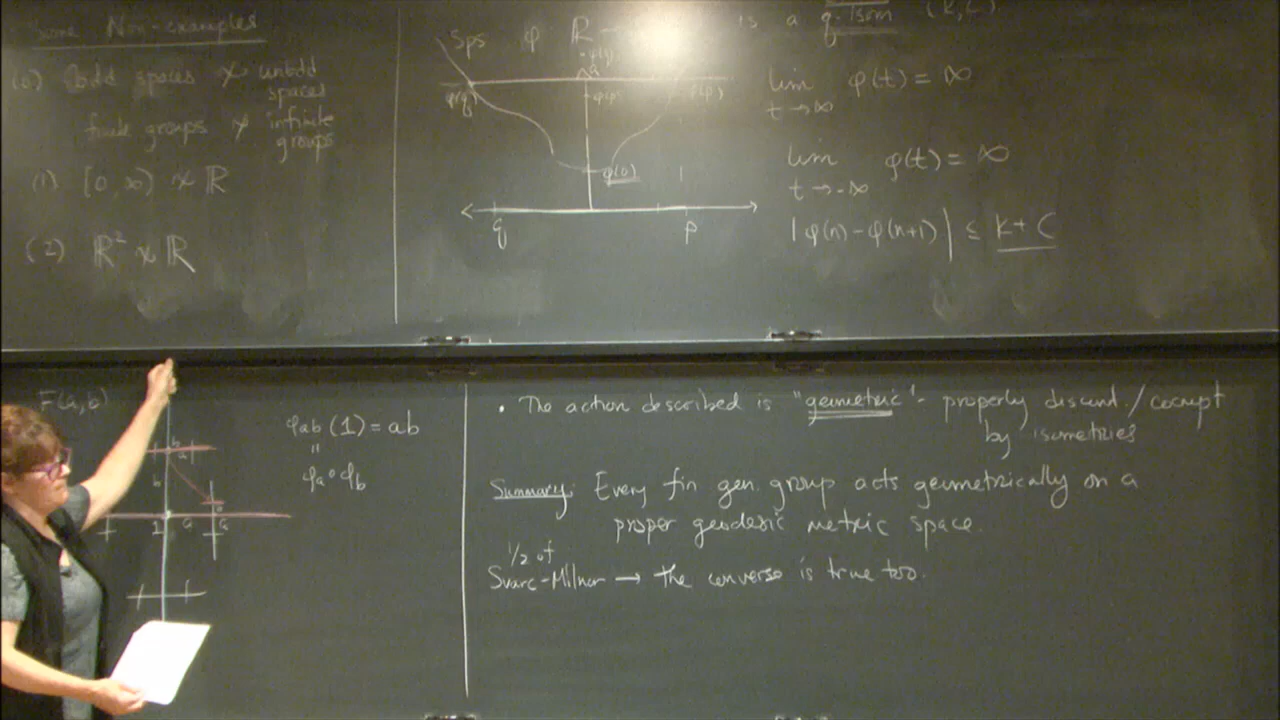 Some Non-examples
(0) Bdd spaces ≁ unbdd spaces
finite groups ≁ infinite groups
(1) [0, ∞) ≁ ℝ
(2) ℝ² ≁ ℝ
Sps φ ℝ → is a q-isom (K, C)
φ(q)
φ(p)
φ(0)
q
p
lim φ(t) = ∞
t → ∞
lim φ(t) = ∞
t → -∞
|φ(n) - φ(n+1)| ≤ K + C
F(a, b)
b
a
b
1
a
a
φab (1) = ab
"
φa ∘ φb
• The action described is "geometric" - properly discont./cocompact
by isometries
Summary: Every fin gen. group acts geometrically on a
proper geodesic metric space.
1/2 of
Svarc-Milnor → the converse is true too.